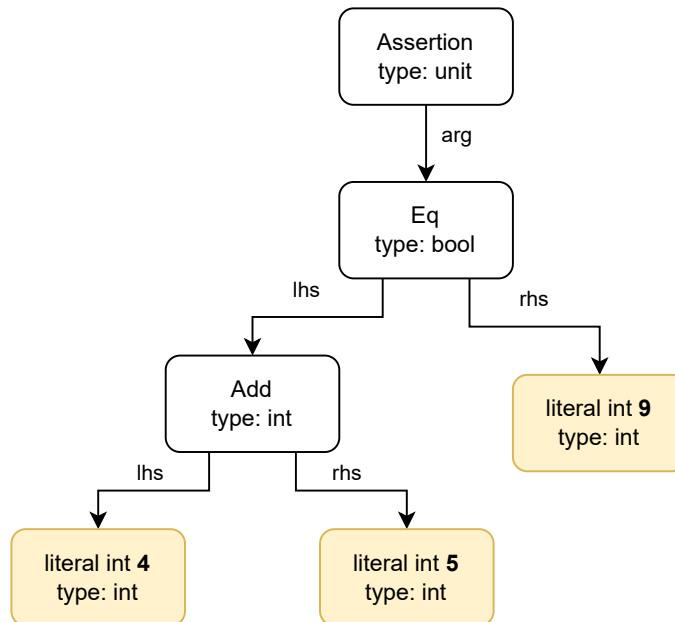 Assertion
type: unit
arg
Eq
type: bool
lhs
rhs
Add
type: int
literal int 9
type: int
lhs
rhs
literal int 4
type: int
literal int 5
type: int